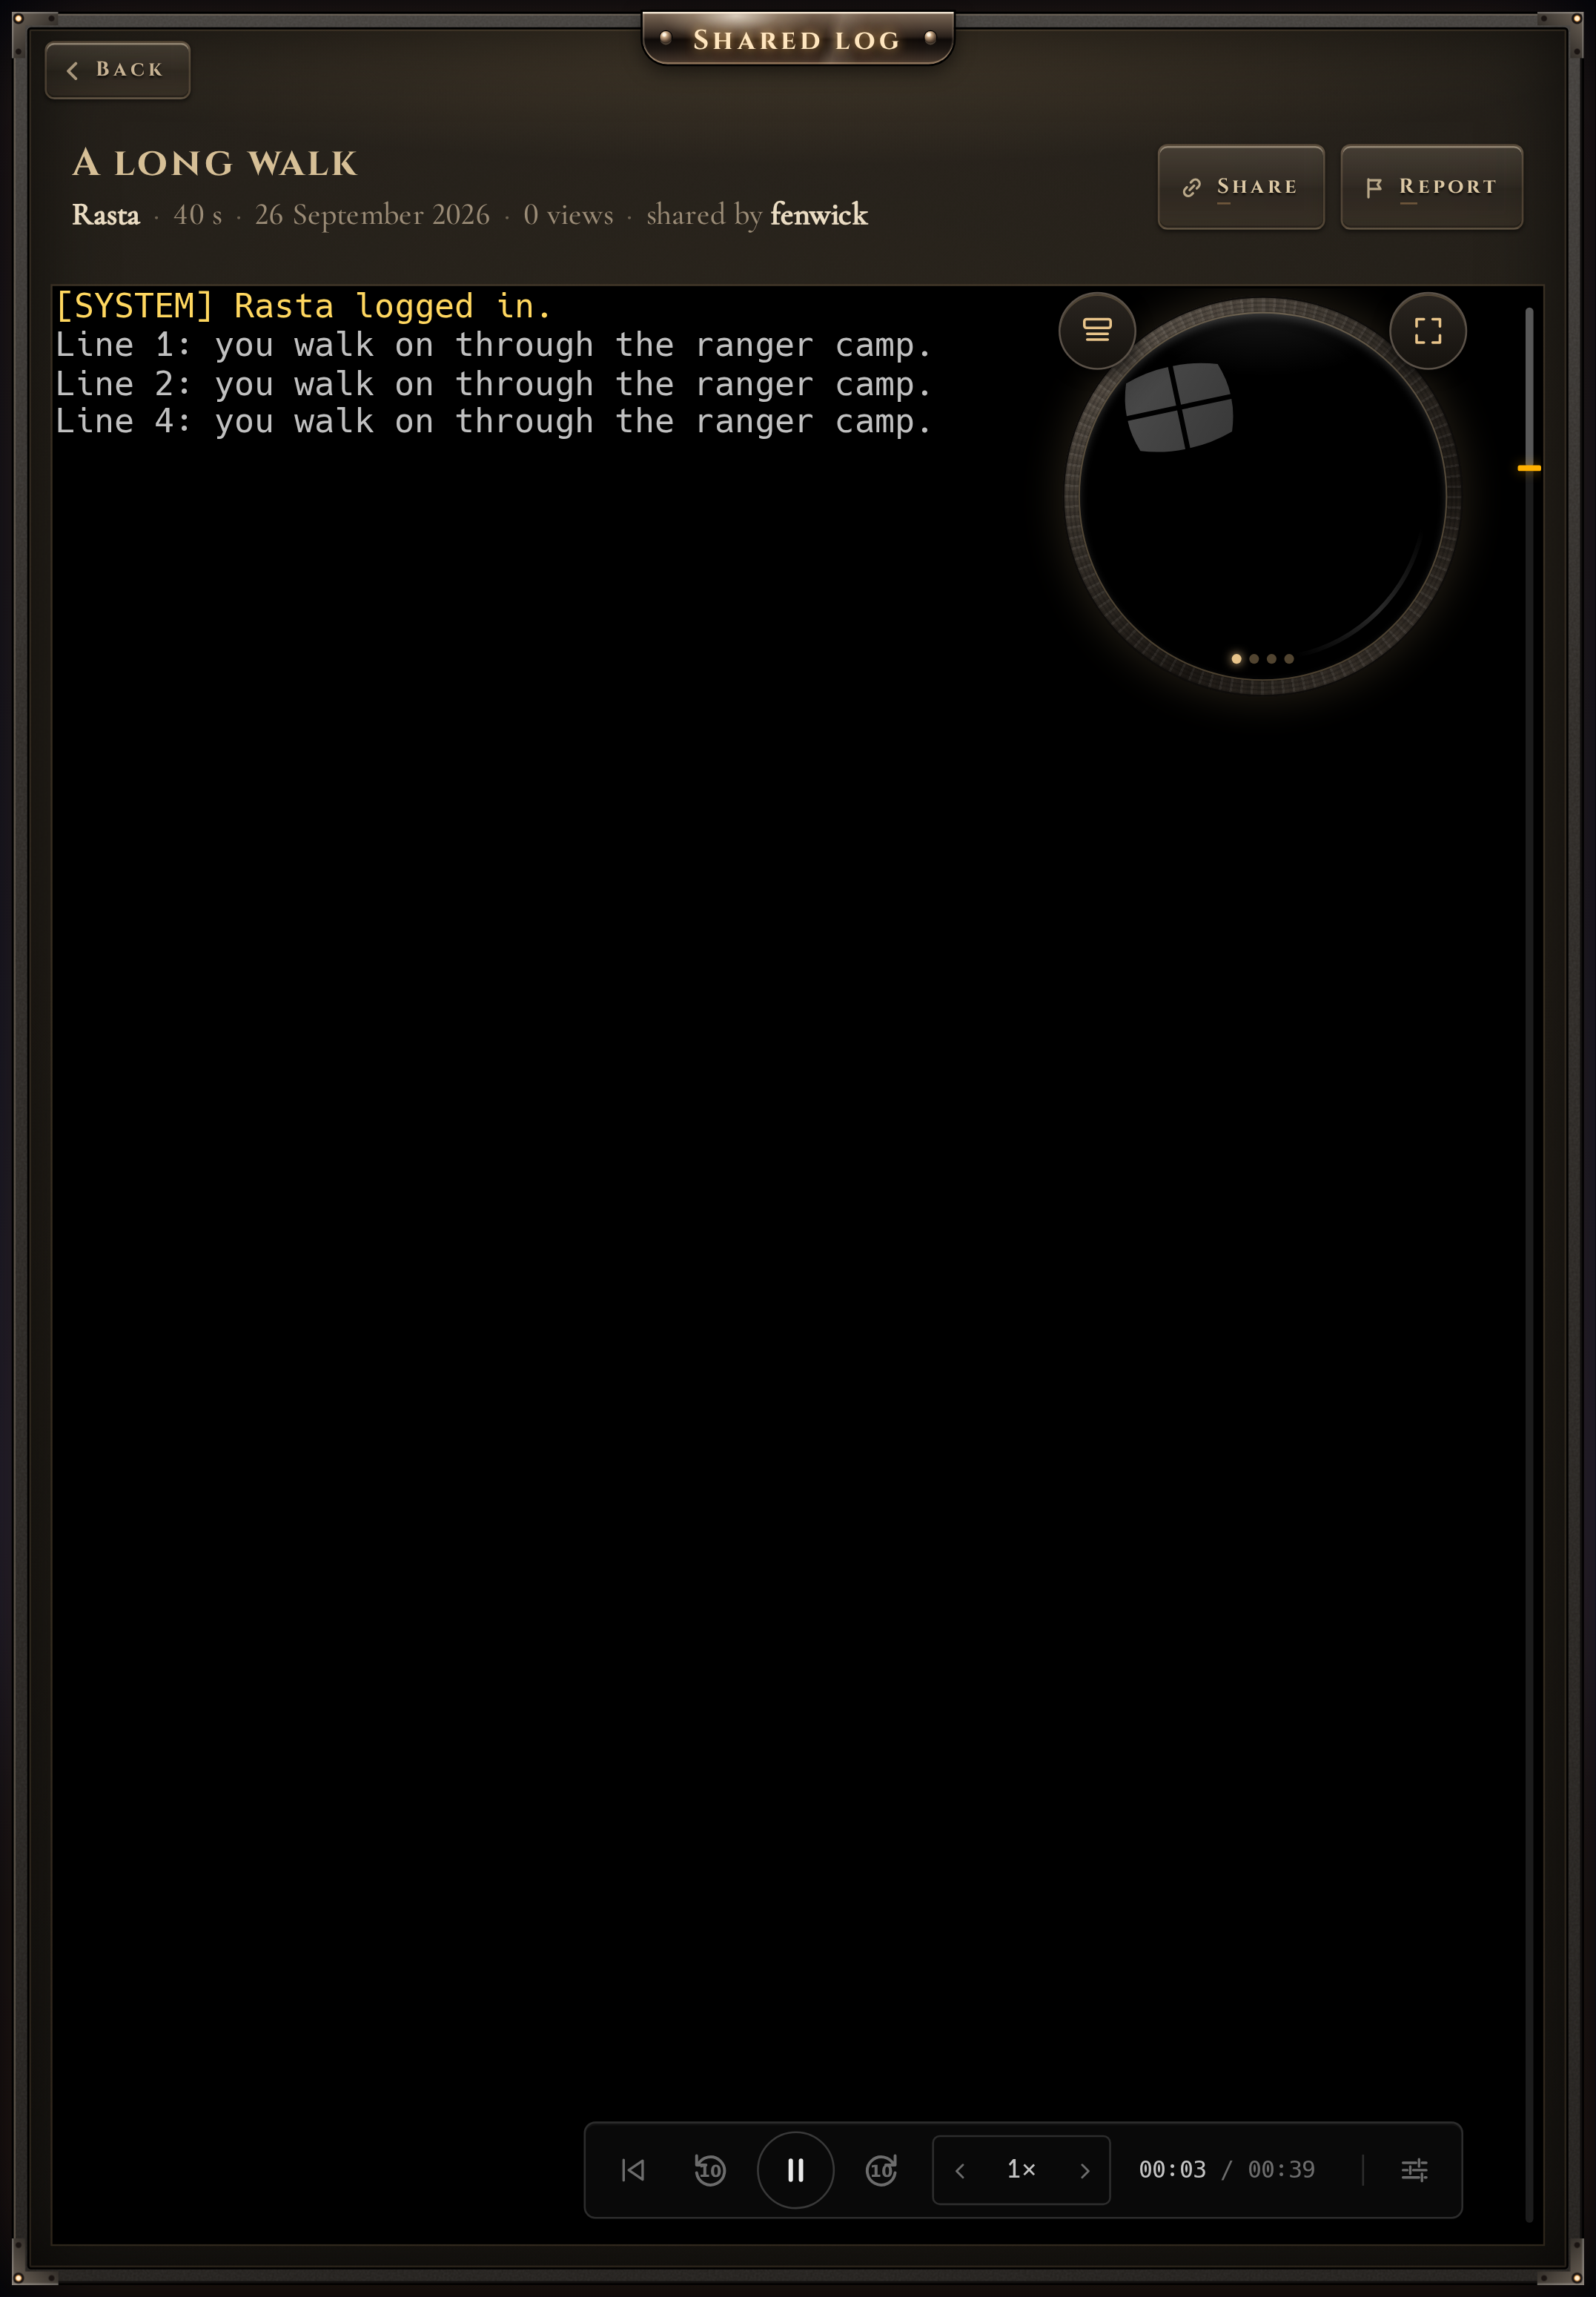 SHARED LOG
BACK
A LONG WALK
Rasta · 40 s · 26 September 2026 · 0 views · shared by fenwick
SHARE
REPORT
[SYSTEM] Rasta logged in.
Line 1: you walk on through the ranger camp.
Line 2: you walk on through the ranger camp.
Line 4: you walk on through the ranger camp.
10
10
1×
00:03 / 00:39